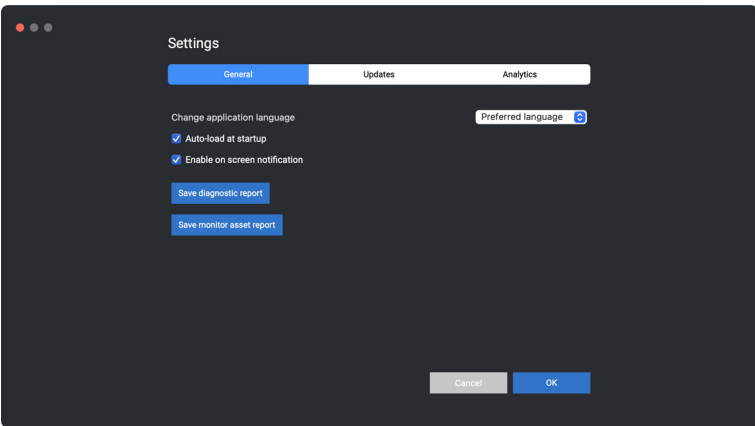 Settings
General Updates Analytics
Change application language Preferred language
Auto-load at startup
Enable on screen notification
Save diagnostic report
Save monitor asset report
Cancel OK